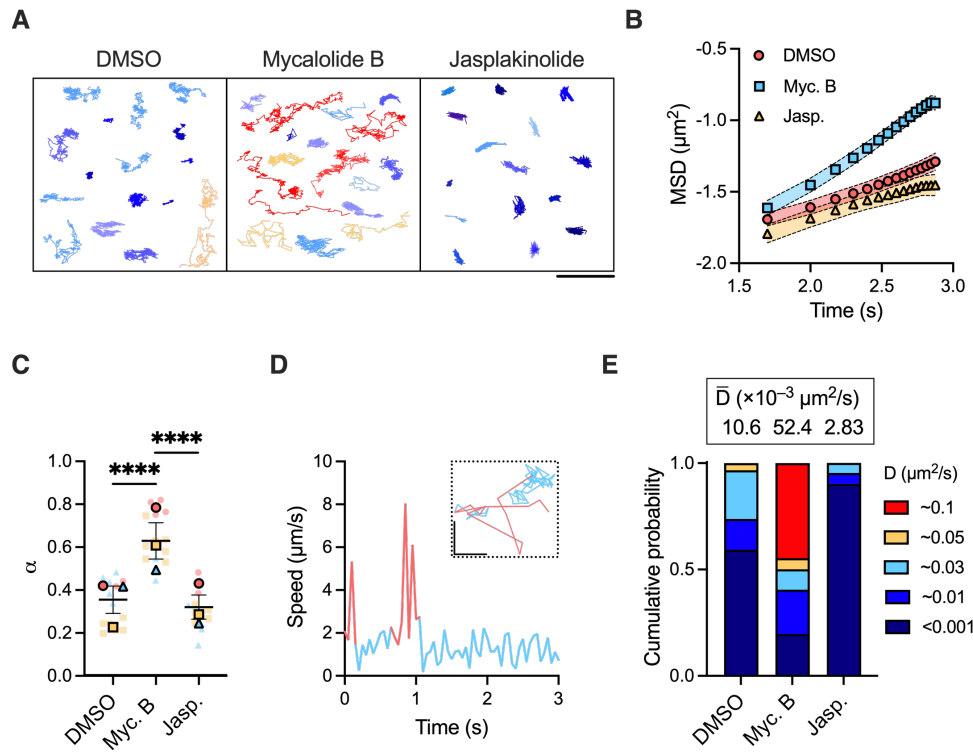 A
DMSO
Mycalolide B
Jasplakinolide
B
MSD (µm²)
-0.5
-1.0
-1.5
-2.0
1.5
2.0
2.5
3.0
Time (s)
DMSO
Myc. B
Jasp.
C
α
1.0
0.8
0.6
0.4
0.2
0
****
****
DMSO
Myc. B
Jasp.
D
Speed (µm/s)
10
8
6
4
2
0
0
1
2
3
Time (s)
E
D̅ (×10⁻³ µm²/s)
10.6 52.4 2.83
Cumulative probability
1.0
0.5
0.0
DMSO
Myc. B
Jasp.
D (µm²/s)
~0.1
~0.05
~0.03
~0.01
<0.001